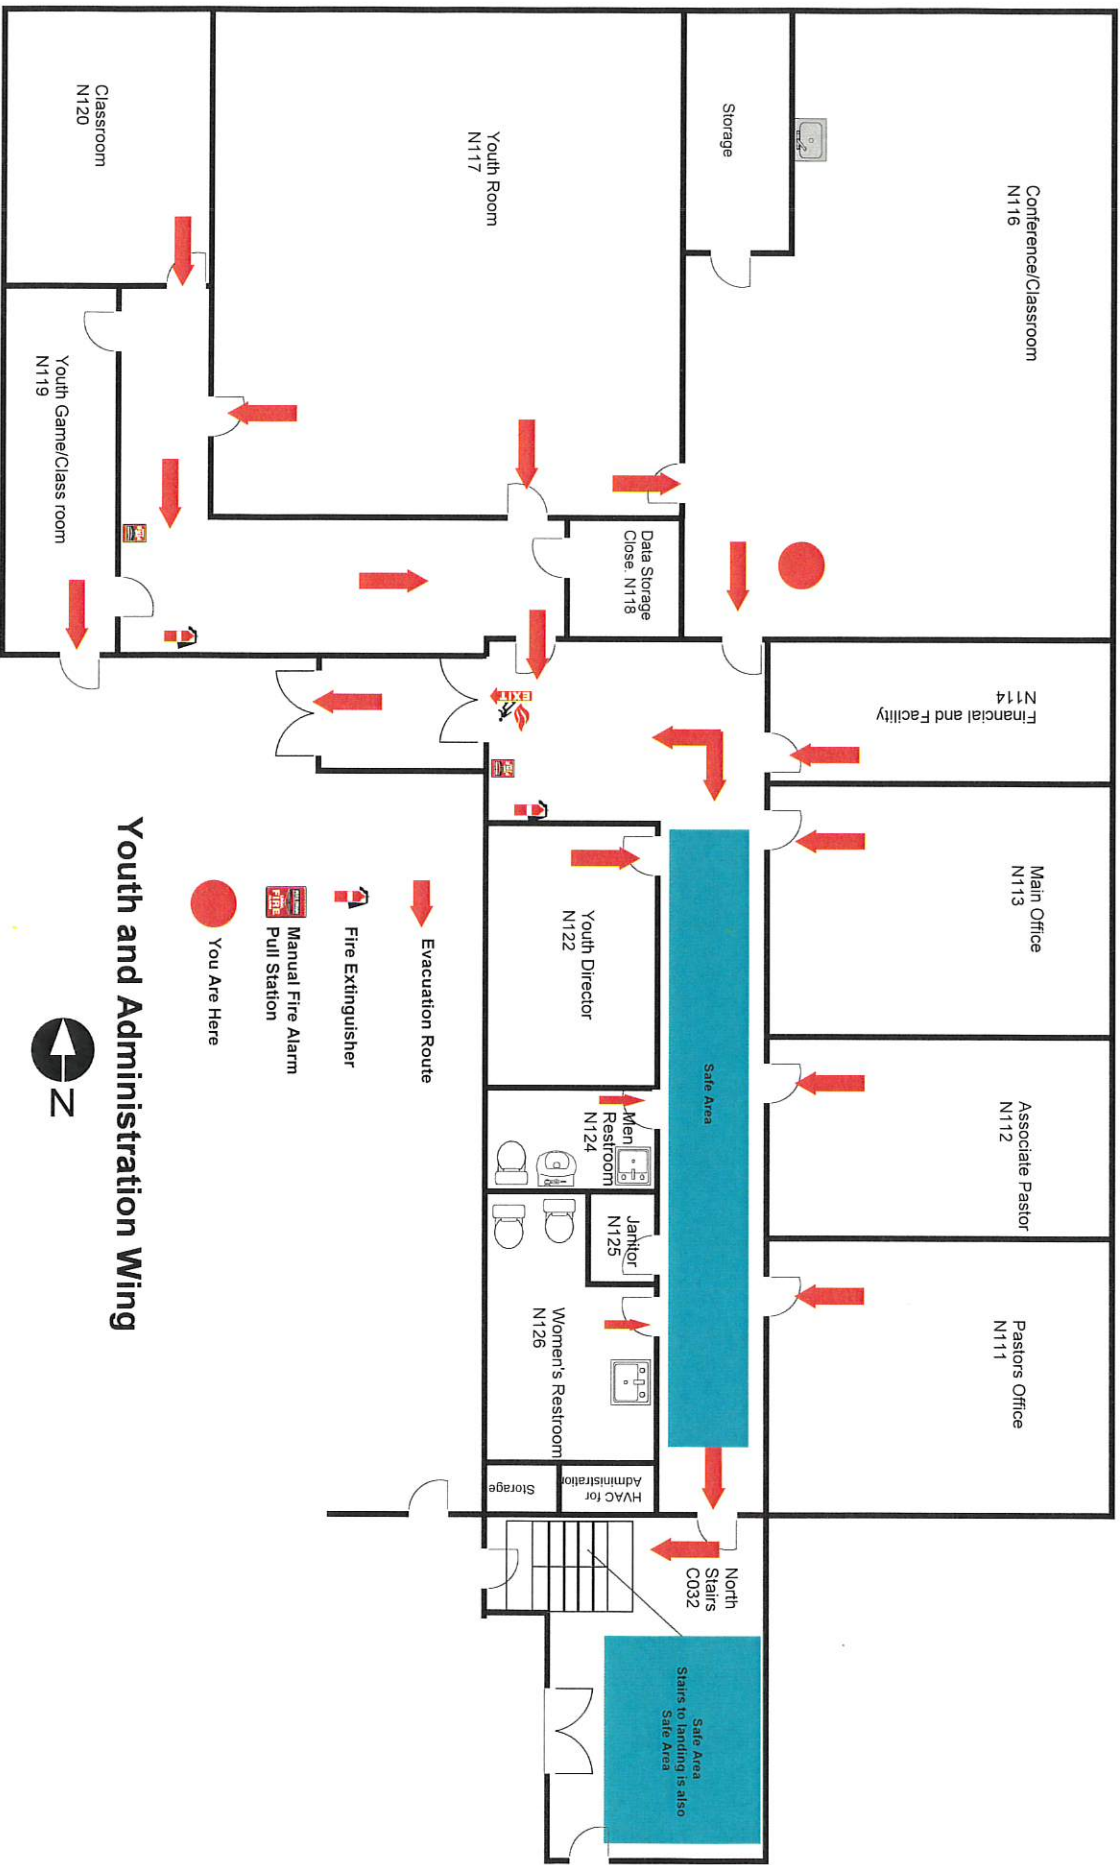 Conference/Classroom
N116
Storage
Youth Room
N117
Classroom
N120
Youth Game/Class room
N119
Data Storage
Close. N118
N114
Financial and Facility
Main Office
N113
Associate Pastor
N112
Pastors Office
N111
EXIT
Safe Area
Youth Director
N122
Men
Restroom
N124
Janitor
N125
Women's Restroom
N126
HVAC for
Administration
Storage
North
Stairs
C032
Safe Area
Stairs to landing is also
Safe Area
Evacuation Route
Fire Extinguisher
FIRE
Manual Fire Alarm
Pull Station
You Are Here
Youth and Administration Wing
N